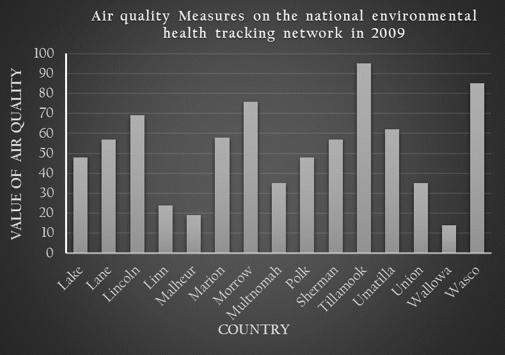 Air quality Measures on the national environmental
health tracking network in 2009
VALUE OF AIR QUALITY
100
90
80
70
60
50
40
30
20
10
0
Lake
Lane
Lincoln
Linn
Malheur
Marion
Morrow
Multnomah
Polk
Sherman
Tillamook
Umatilla
Union
Wallowa
Wasco
COUNTRY